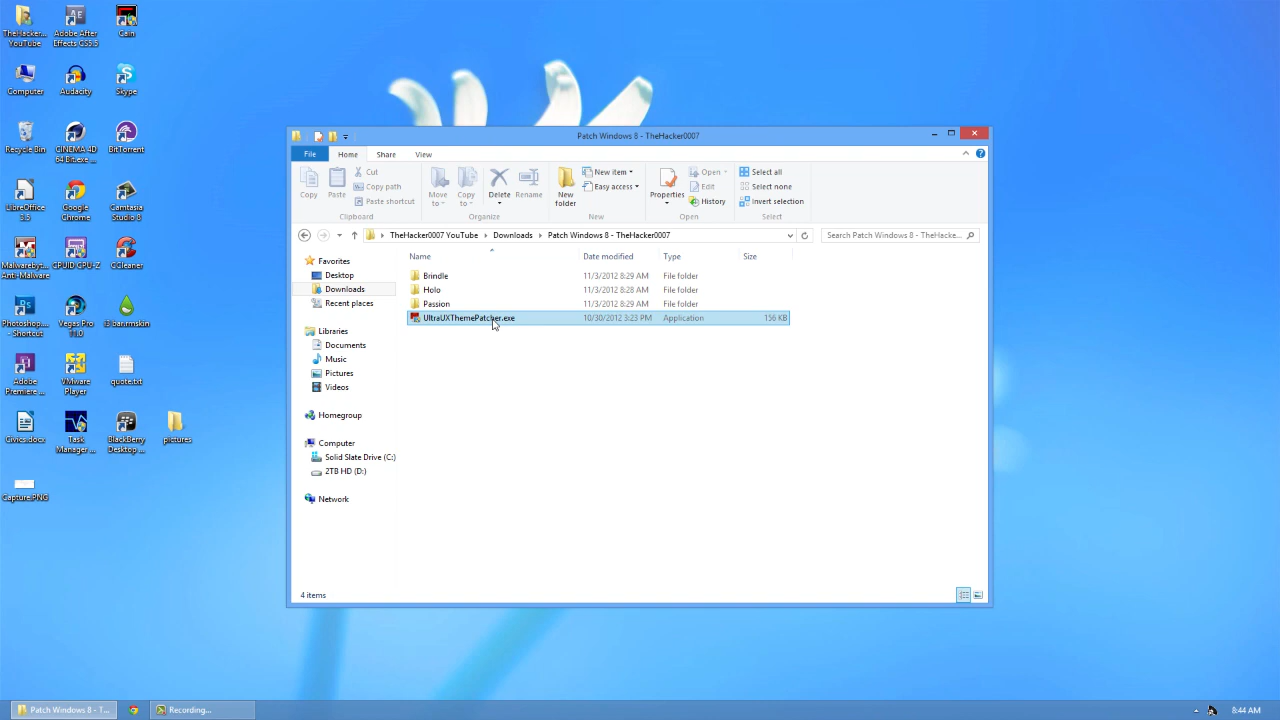 TheHacker...
YouTube
Adobe After
Effects CS5.5
Cain
Computer
Audacity
Skype
Recycle Bin
CINEMA 4D
64 Bit.exe ...
BitTorrent
LibreOffice
3.5
Google
Chrome
Camtasia
Studio 8
Malwarebyt...
Anti-Malware
CPUID CPU-Z
CCleaner
Photoshop...
- Shortcut
Vegas Pro
11.0
i3 banrmskin
Adobe
Premiere ...
VMware
Player
quote.txt
Civics.docx
Task
Manager ...
BlackBerry
Desktop ...
pictures
Capture.PNG
Patch Windows 8 - TheHacker0007
File
Home
Share
View
Copy
Paste
Cut
Copy path
Paste shortcut
Clipboard
Move
to
Copy
to
Delete
Rename
Organize
New
folder
New item
Easy access
New
Properties
Open
Edit
History
Open
Select all
Select none
Invert selection
Select
TheHacker0007 YouTube
Downloads
Patch Windows 8 - TheHacker0007
Search Patch Windows 8 - TheHacke...
Name
Date modified
Type
Size
Brindle 11/3/2012 8:29 AM File folder
Holo 11/3/2012 8:28 AM File folder
Passion 11/3/2012 8:29 AM File folder
UltraUXThemePatcher.exe 10/30/2012 3:23 PM Application 156 KB
Favorites
Desktop
Downloads
Recent places
Libraries
Documents
Music
Pictures
Videos
Homegroup
Computer
Solid Slate Drive (C:)
2TB HD (D:)
Network
4 items
Patch Windows 8 - T...
Recording...
8:44 AM